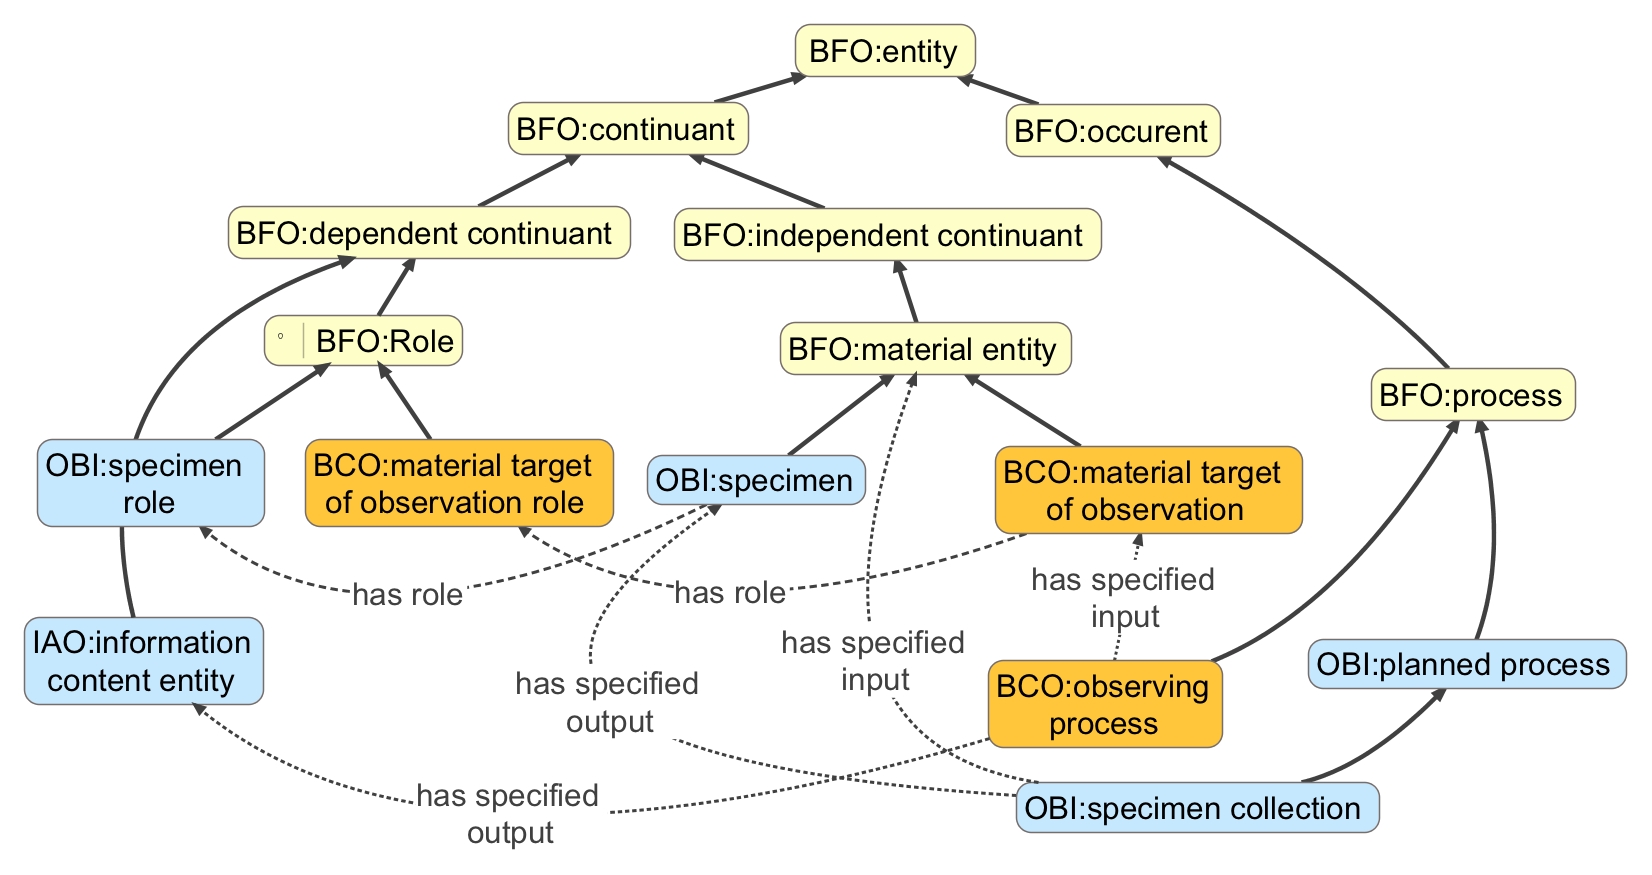 BFO:entity
BFO:continuant
BFO:occurent
BFO:dependent continuant
BFO:independent continuant
BFO:Role
BFO:material entity
BFO:process
OBI:specimen
role
BCO:material target
of observation role
OBI:specimen
BCO:material target
of observation
has role
has role
has specified
input
IAO:information
content entity
has specified
output
has specified
input
BCO:observing
process
OBI:planned process
has specified
output
OBI:specimen collection